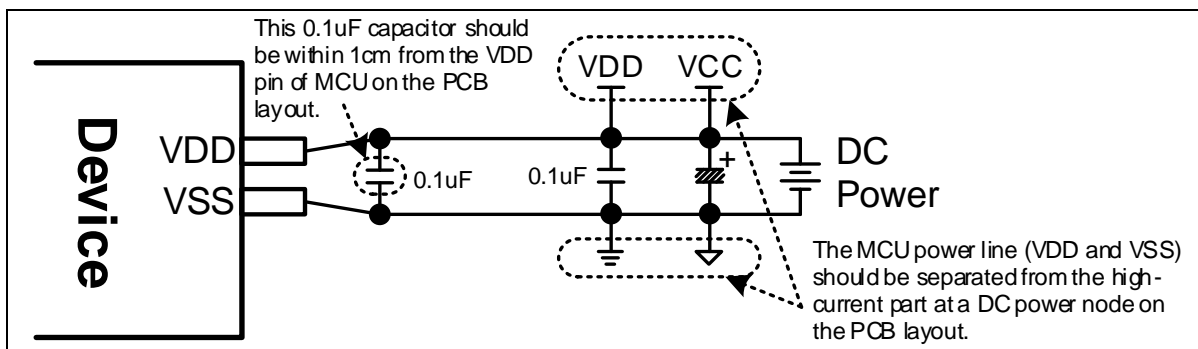 This 0.1uF capacitor should
be within 1cm from the VDD
pin of MCU on the PCB
layout.
VDD VCC
Device
VDD
VSS
0.1uF
0.1uF
+
DC
Power
The MCU power line (VDD and VSS)
should be separated from the high-
current part at a DC power node on
the PCB layout.